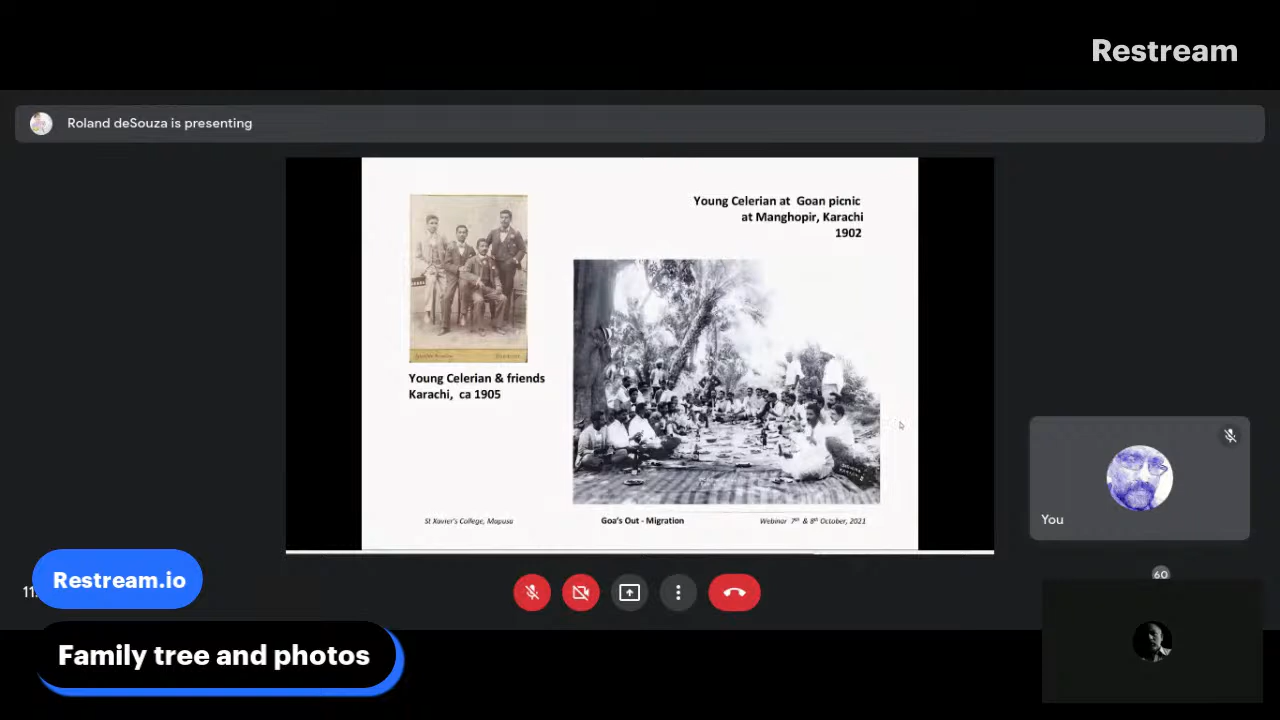 Restream
Roland deSouza is presenting
Young Celerian at Goan picnic
at Manghopir, Karachi
1902
Young Celerian & friends
Karachi, ca 1905
St Xavier's College, Mapusa
Goa's Out - Migration
Webinar 7th & 8th October, 2021
You
60
11
Restream.io
Family tree and photos